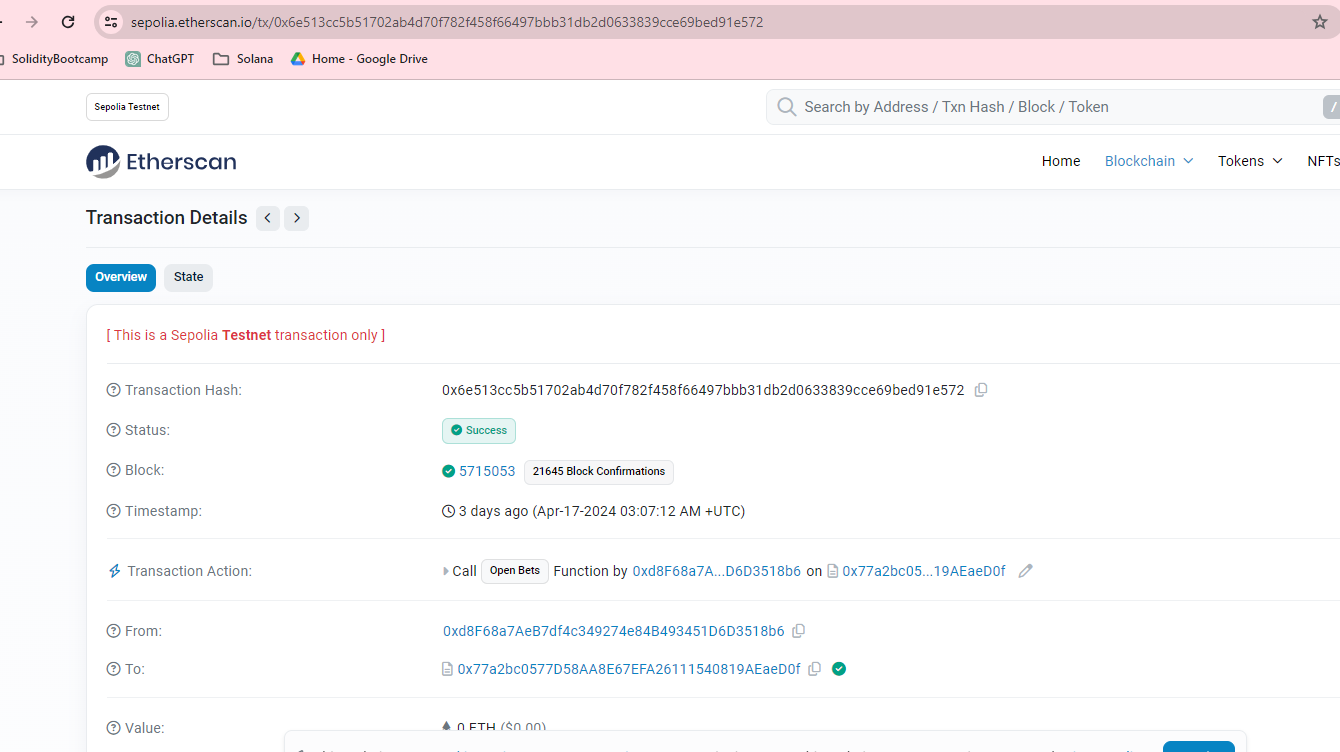 sepolia.etherscan.io/tx/0x6e513cc5b51702ab4d70f782f458f66497bbb31db2d0633839cce69bed91e572
SolidityBootcamp ChatGPT Solana Home - Google Drive
Sepolia Testnet Search by Address / Txn Hash / Block / Token /
Etherscan Home Blockchain Tokens NFTs
Transaction Details
Overview State
[ This is a Sepolia Testnet transaction only ]
Transaction Hash: 0x6e513cc5b51702ab4d70f782f458f66497bbb31db2d0633839cce69bed91e572
Status: Success
Block: 5715053 21645 Block Confirmations
Timestamp: 3 days ago (Apr-17-2024 03:07:12 AM +UTC)
Transaction Action: Call Open Bets Function by 0xd8F68a7A...D6D3518b6 on 0x77a2bc05...19AEaeD0f
From: 0xd8F68a7AeB7df4c349274e84B493451D6D3518b6
To: 0x77a2bc0577D58AA8E67EFA26111540819AEaeD0f
Value: 0 ETH ($0.00)